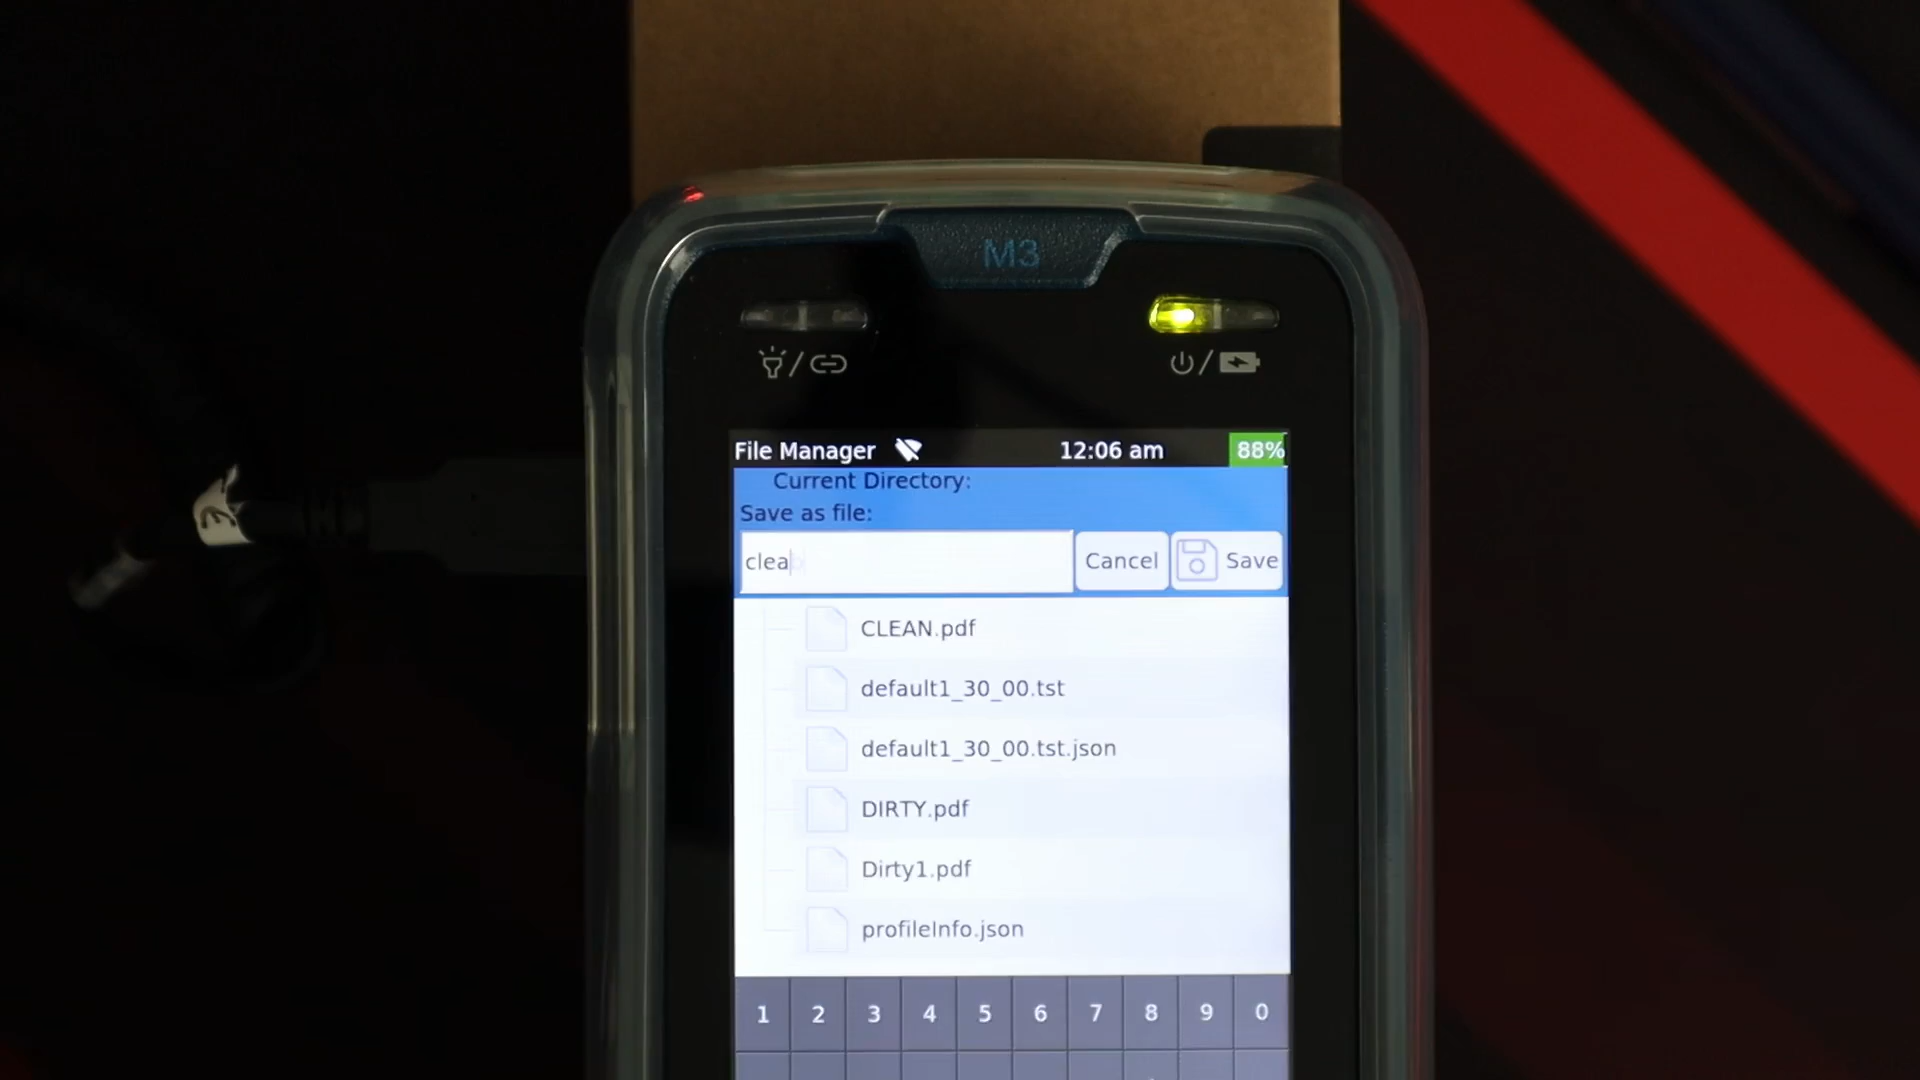 M3
File Manager 12:06 am 88%
Current Directory:
Save as file:
clea Cancel Save
CLEAN.pdf
default1_30_00.tst
default1_30_00.tst.json
DIRTY.pdf
Dirty1.pdf
profileInfo.json
1 2 3 4 5 6 7 8 9 0